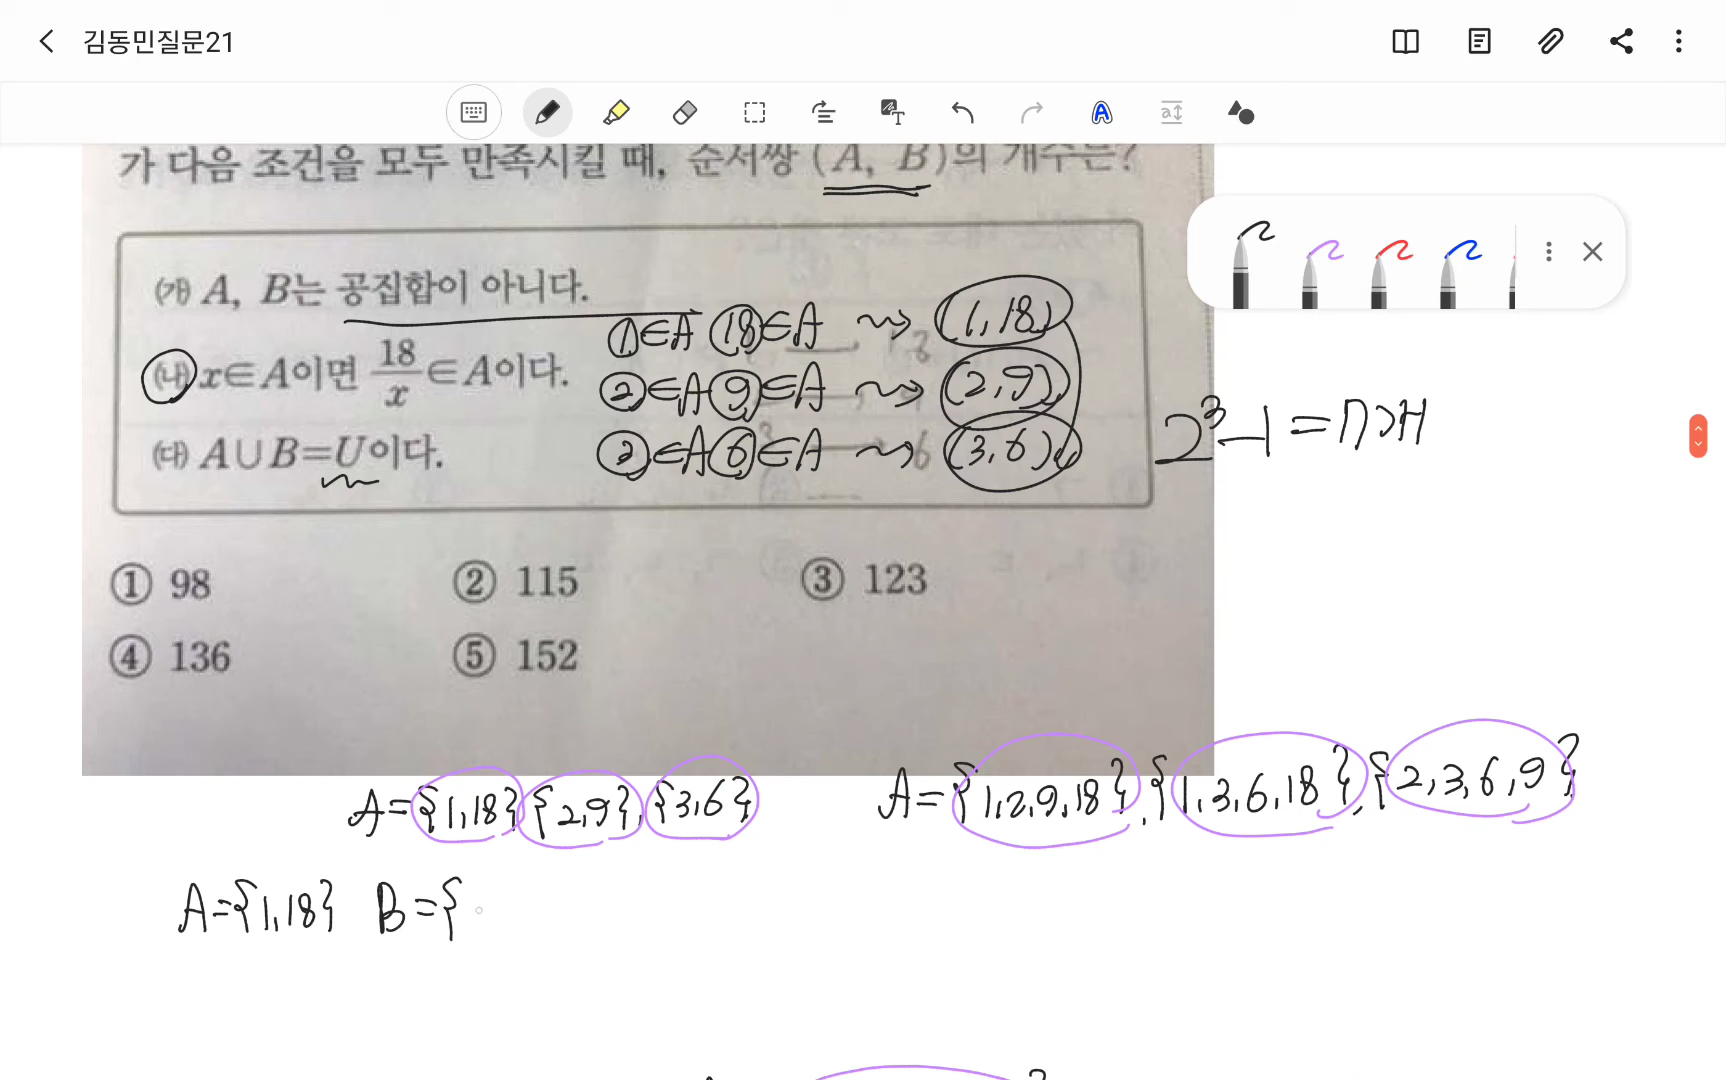 김동민질문21
가 다음 조건을 모두 만족시킬 때, 순서쌍 (A, B)의 개수는?
(가) A, B는 공집합이 아니다.
1∈A 18∈A (1,18)
(나) x∈A이면 18/x∈A이다.
2∈A 9∈A (2,9)
2³-1=
(다) A∪B=U이다.
∈A 6∈A (3,6)
① 98 ② 115 ③ 123
④ 136 ⑤ 152
A={1,18} {2,9}, {3,6}
A={1,2,9,18}, {1,3,6,18}, {2,3,6,9}
A={1,18} B={